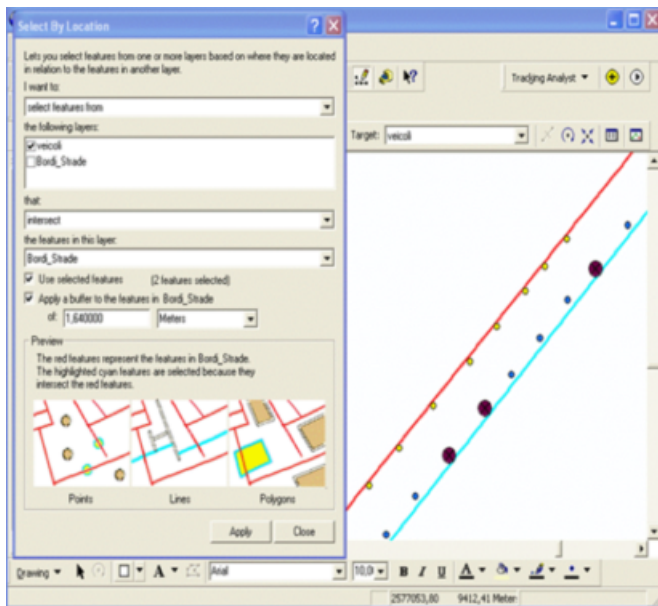 Select By Location
Lets you select features from one or more layers based on where they are located
in relation to the features in another layer.
I want to:
select features from
the following layers:
veicoli
Bordi_Strade
that:
intersect
the features in this layer:
Bordi_Strade
Use selected features (2 features selected)
Apply a buffer to the features in Bordi_Strade
of: 1,640000 Meters
Preview
The red features represent the features in Bordi_Strade.
The highlighted cyan features are selected because they
intersect the red features.
Points Lines Polygons
Apply Close
Tracking Analyst
Target: veicoli
Drawing A Arial 10,0 B I U A
2577053,80 9412,41 Meter